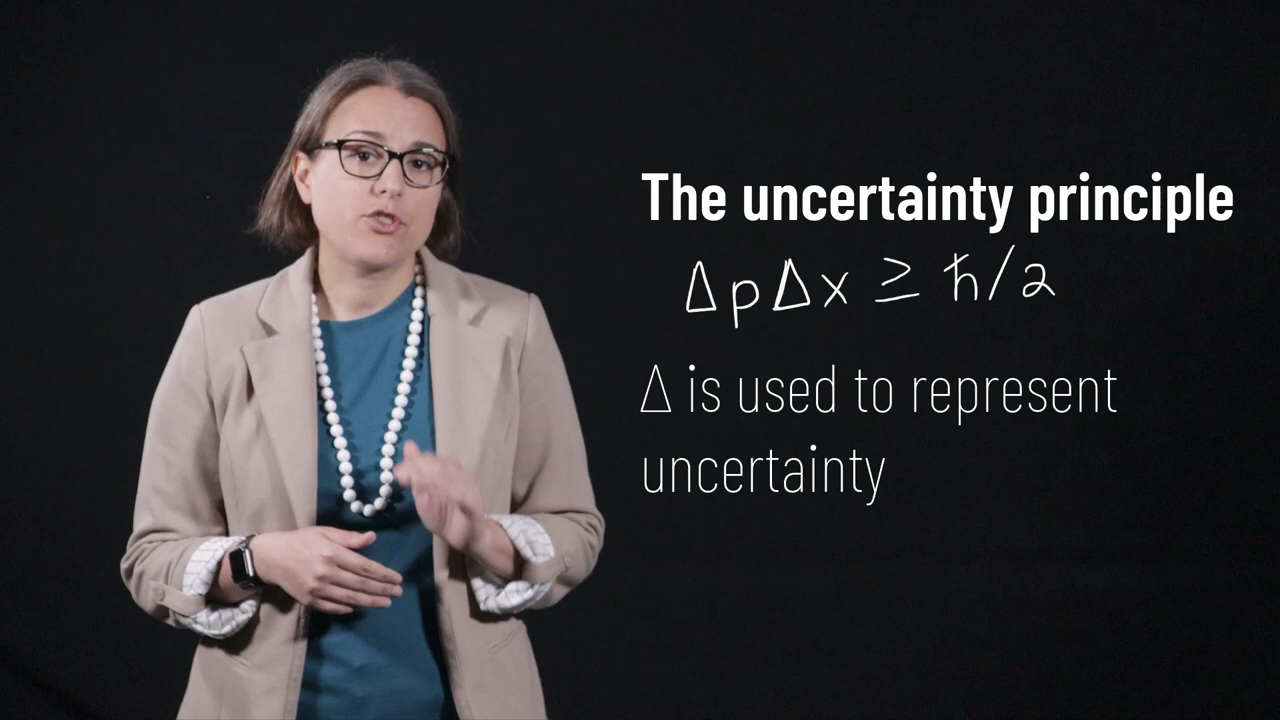 The uncertainty principle
ΔpΔx ≥ ħ/2
Δ is used to represent
uncertainty